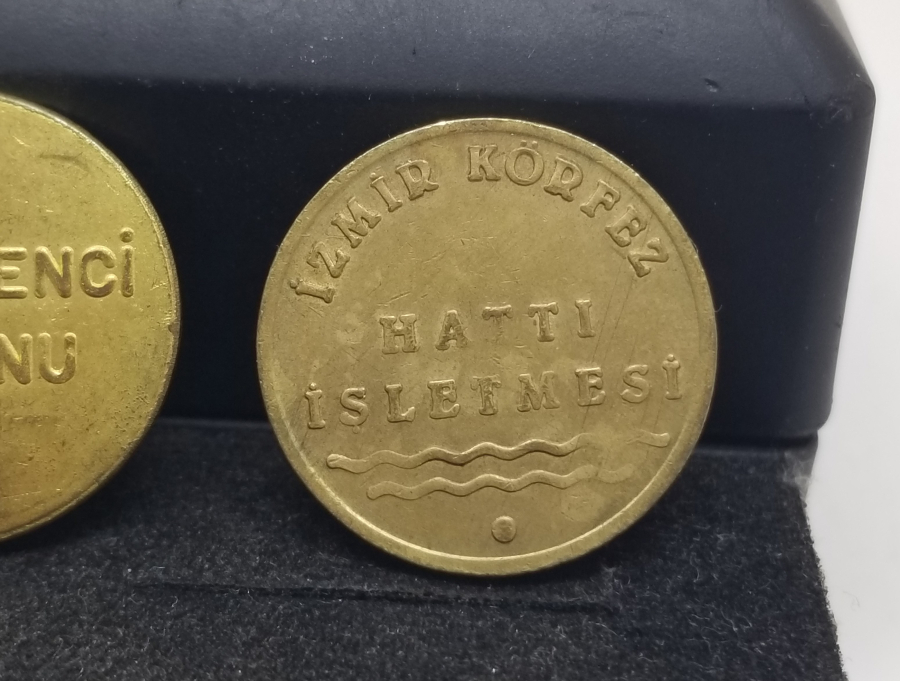 ENCİ
NU
İZMİR KÖRFEZ
HATTI
İŞLETMESİ